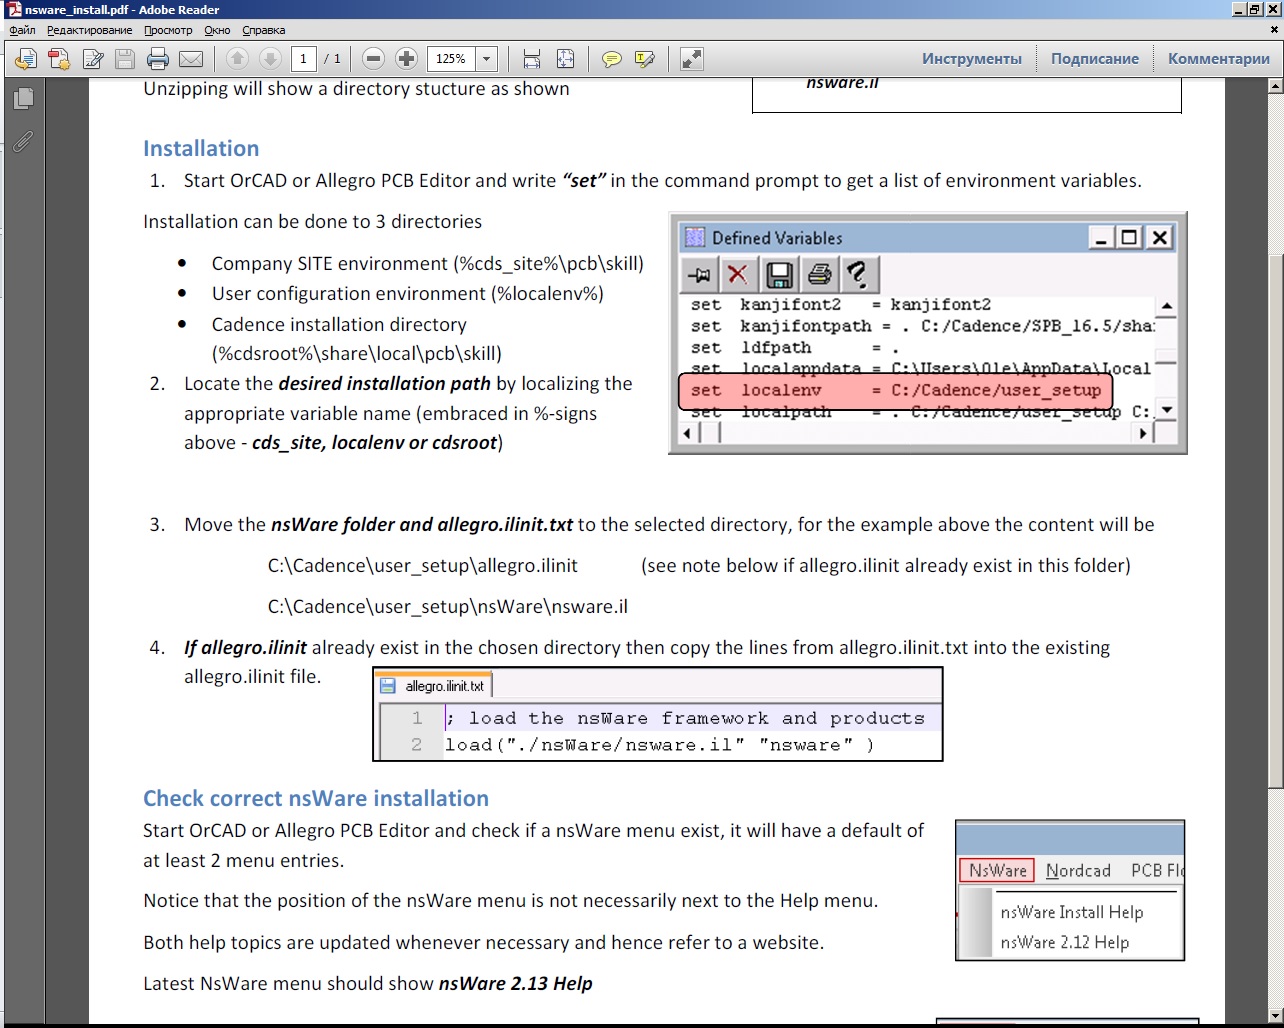 nsware_install.pdf - Adobe Reader
Файл Редактирование Просмотр Окно Справка
1 / 1 125% Инструменты Подписание Комментарии
Unzipping will show a directory stucture as shown
nsware.il
Installation
1. Start OrCAD or Allegro PCB Editor and write “set” in the command prompt to get a list of environment variables.
Installation can be done to 3 directories
• Company SITE environment (%cds_site%\pcb\skill)
• User configuration environment (%localenv%)
• Cadence installation directory
(%cdsroot%\share\local\pcb\skill)
2. Locate the desired installation path by localizing the
appropriate variable name (embraced in %-signs
above - cds_site, localenv or cdsroot)
Defined Variables
set kanjifont2 = kanjifont2
set kanjifontpath = . C:/Cadence/SPB_16.5/sha
set ldfpath = .
set localappdata = C:\Users\Ole\AppData\Local
set localenv = C:/Cadence/user_setup
set localpath = . C:/Cadence/user_setup C:
3. Move the nsWare folder and allegro.ilinit.txt to the selected directory, for the example above the content will be
C:\Cadence\user_setup\allegro.ilinit (see note below if allegro.ilinit already exist in this folder)
C:\Cadence\user_setup\nsWare\nsware.il
4. If allegro.ilinit already exist in the chosen directory then copy the lines from allegro.ilinit.txt into the existing
allegro.ilinit file.
allegro.ilinit.txt
1 ; load the nsWare framework and products
2 load("./nsWare/nsware.il" "nsware" )
Check correct nsWare installation
Start OrCAD or Allegro PCB Editor and check if a nsWare menu exist, it will have a default of
at least 2 menu entries.
Notice that the position of the nsWare menu is not necessarily next to the Help menu.
Both help topics are updated whenever necessary and hence refer to a website.
Latest NsWare menu should show nsWare 2.13 Help
NsWare Nordcad PCB Fl
nsWare Install Help
nsWare 2.12 Help